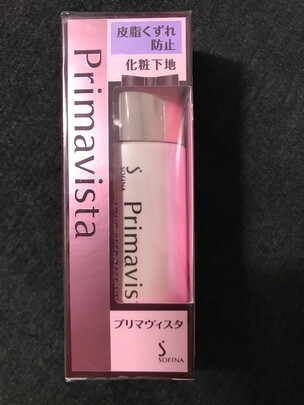 皮脂くずれ
防止
化粧下地
Primavista
S
SOFINA
Primavis
プリマヴィスタ
S
SOFINA